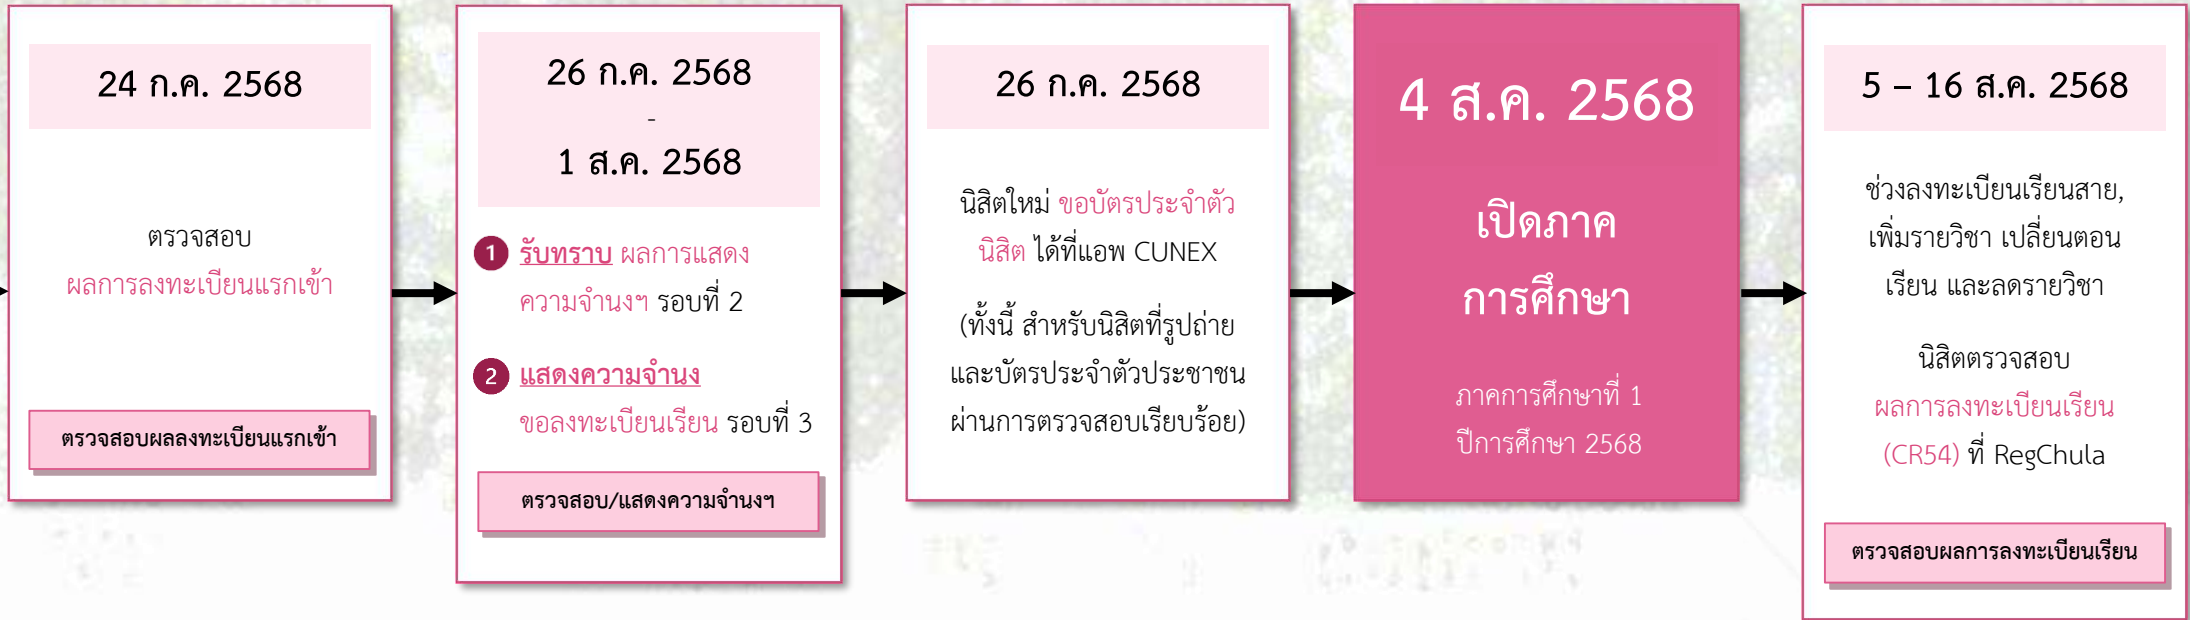 24 ก.ค. 2568
ตรวจสอบ
ผลการลงทะเบียนแรกเข้า
ตรวจสอบผลลงทะเบียนแรกเข้า
26 ก.ค. 2568
-
1 ส.ค. 2568
1 รับทราบ ผลการแสดง
ความจำนงฯ รอบที่ 2
2 แสดงความจำนง
ขอลงทะเบียนเรียน รอบที่ 3
ตรวจสอบ/แสดงความจำนงฯ
26 ก.ค. 2568
นิสิตใหม่ ขอบัตรประจำตัว
นิสิต ได้ที่แอพ CUNEX
(ทั้งนี้ สำหรับนิสิตที่รูปถ่าย
และบัตรประจำตัวประชาชน
ผ่านการตรวจสอบเรียบร้อย)
4 ส.ค. 2568
เปิดภาค
การศึกษา
ภาคการศึกษาที่ 1
ปีการศึกษา 2568
5 – 16 ส.ค. 2568
ช่วงลงทะเบียนเรียนสาย,
เพิ่มรายวิชา เปลี่ยนตอน
เรียน และลดรายวิชา
นิสิตตรวจสอบ
ผลการลงทะเบียนเรียน
(CR54) ที่ RegChula
ตรวจสอบผลการลงทะเบียนเรียน